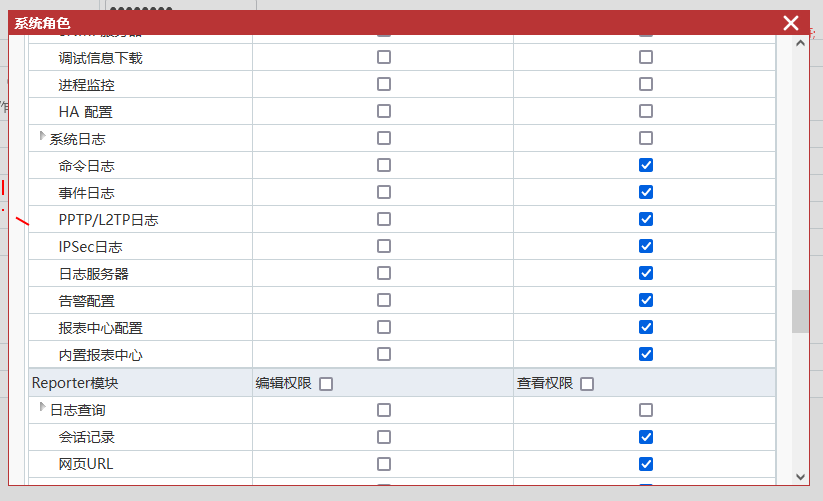 系统角色
调试信息下载
进程监控
HA 配置
系统日志
命令日志
事件日志
PPTP/L2TP日志
IPSec日志
日志服务器
告警配置
报表中心配置
内置报表中心
Reporter模块 编辑权限 查看权限
日志查询
会话记录
网页URL